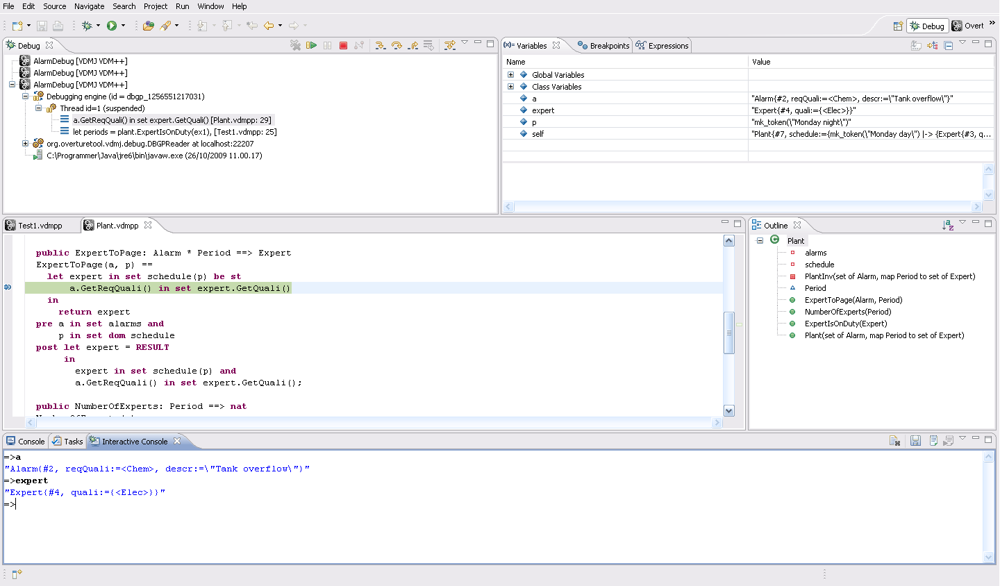 File Edit Source Navigate Search Project Run Window Help
Debug Overt
Debug
AlarmDebug [VDMJ VDM++]
AlarmDebug [VDMJ VDM++]
AlarmDebug [VDMJ VDM++]
Debugging engine (id = dbgp_1256551217031)
Thread id=1 (suspended)
a.GetReqQuali() in set expert.GetQuali() [Plant.vdmpp: 29]
let periods = plant.ExpertIsOnDuty(ex1), [Test1.vdmpp: 25]
org.overturetool.vdmj.debug.DBGPReader at localhost:22207
C:\Programmer\Java\jre6\bin\javaw.exe (26/10/2009 11.00.17)
(x)= Variables Breakpoints Expressions
Name Value
Global Variables
Class Variables
a "Alarm{#2, reqQuali:=<Chem>, descr:=\"Tank overflow\"}"
expert "Expert{#4, quali:={<Elec>}}"
p "mk_token(\"Monday night\")"
self "Plant{#7, schedule:={mk_token(\"Monday day\") |-> {Expert{#3, q...
Test1.vdmpp Plant.vdmpp
public ExpertToPage: Alarm * Period ==> Expert
ExpertToPage(a, p) ==
let expert in set schedule(p) be st
a.GetReqQuali() in set expert.GetQuali()
in
return expert
pre a in set alarms and
p in set dom schedule
post let expert = RESULT
in
expert in set schedule(p) and
a.GetReqQuali() in set expert.GetQuali();
public NumberOfExperts: Period ==> nat
Outline
Plant
alarms
schedule
PlantInv(set of Alarm, map Period to set of Expert)
Period
ExpertToPage(Alarm, Period)
NumberOfExperts(Period)
ExpertIsOnDuty(Expert)
Plant(set of Alarm, map Period to set of Expert)
Console Tasks Interactive Console
=>a
"Alarm{#2, reqQuali:=<Chem>, descr:=\"Tank overflow\"}"
=>expert
"Expert{#4, quali:={<Elec>}}"
=>